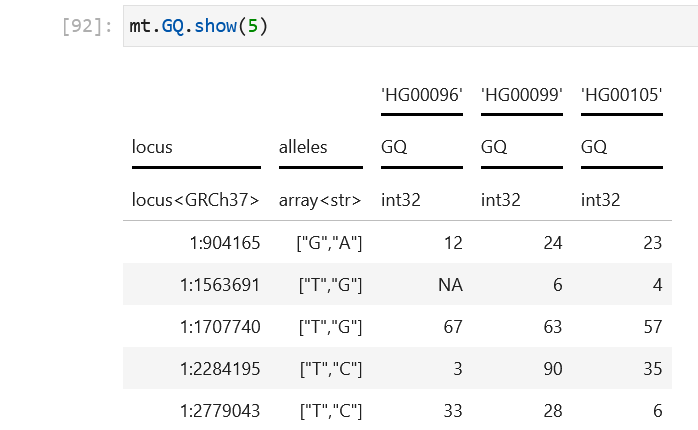 [92]: mt.GQ.show(5)
'HG00096' 'HG00099' 'HG00105'
locus alleles GQ GQ GQ
locus<GRCh37> array<str> int32 int32 int32
1:904165 ["G","A"] 12 24 23
1:1563691 ["T","G"] NA 6 4
1:1707740 ["T","G"] 67 63 57
1:2284195 ["T","C"] 3 90 35
1:2779043 ["T","C"] 33 28 6